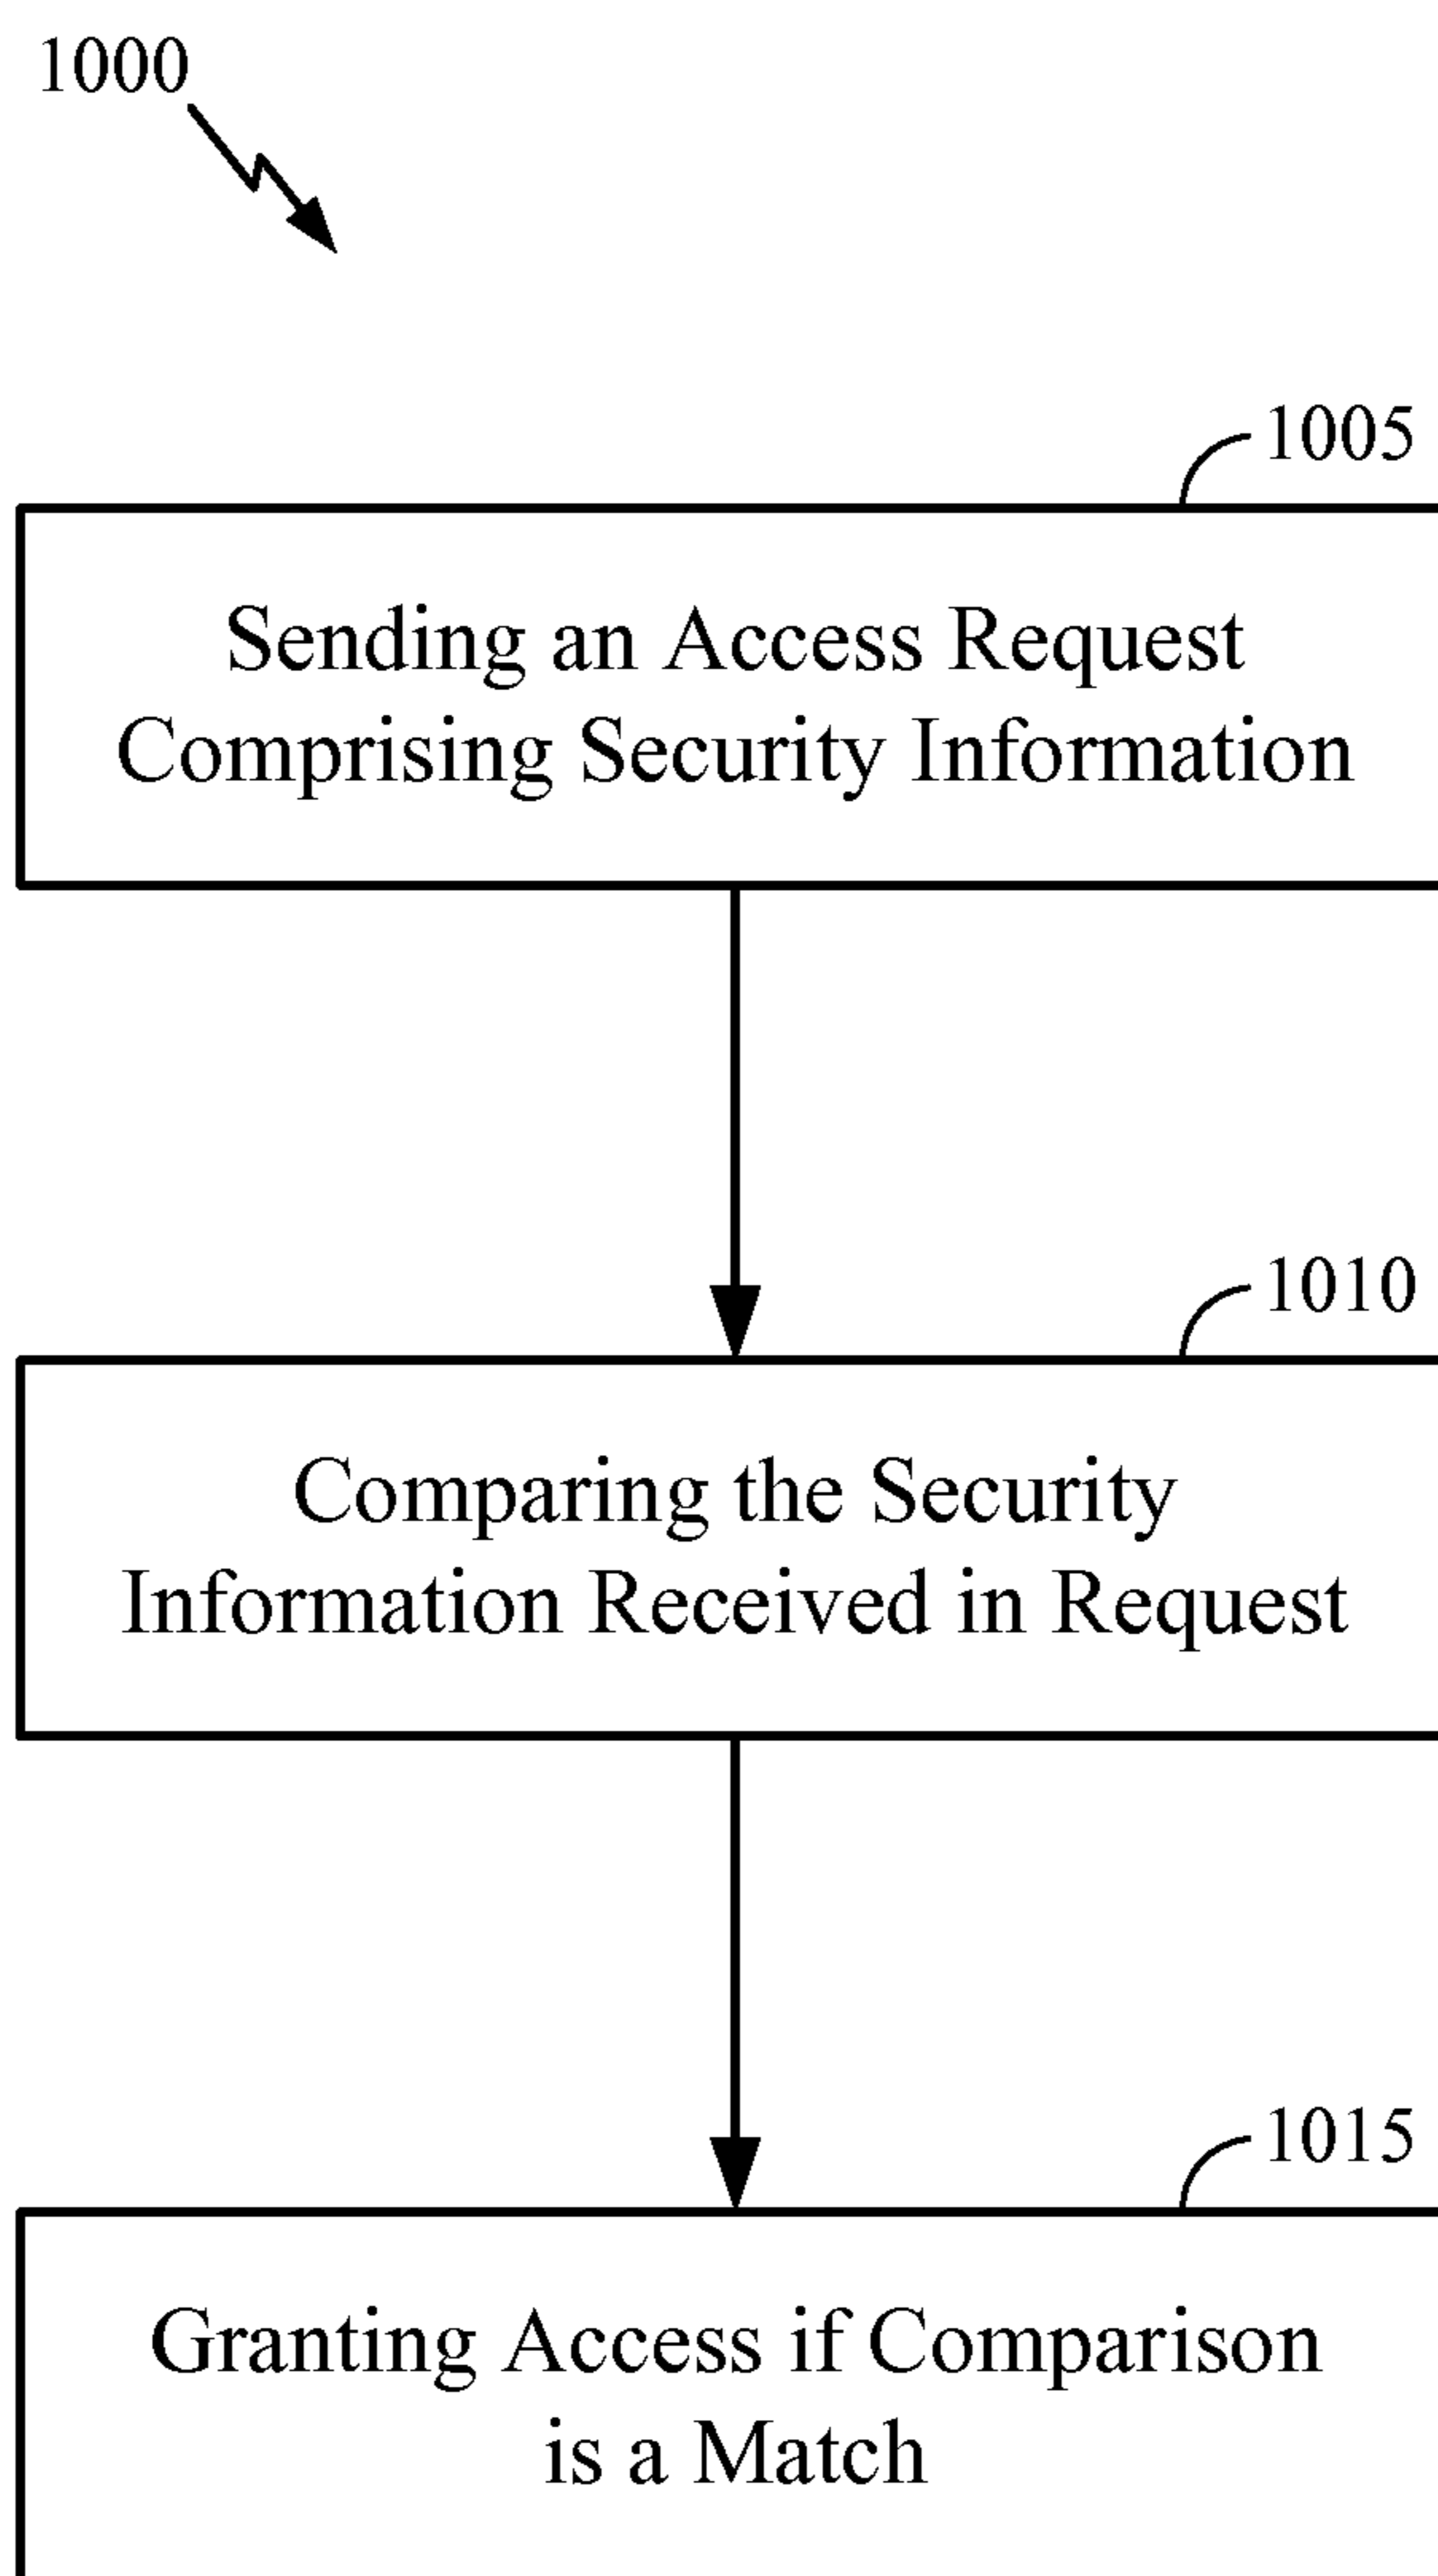 1000
1005
Sending an Access Request
Comprising Security Information
1010
Comparing the Security
Information Received in Request
1015
Granting Access if Comparison
is a Match